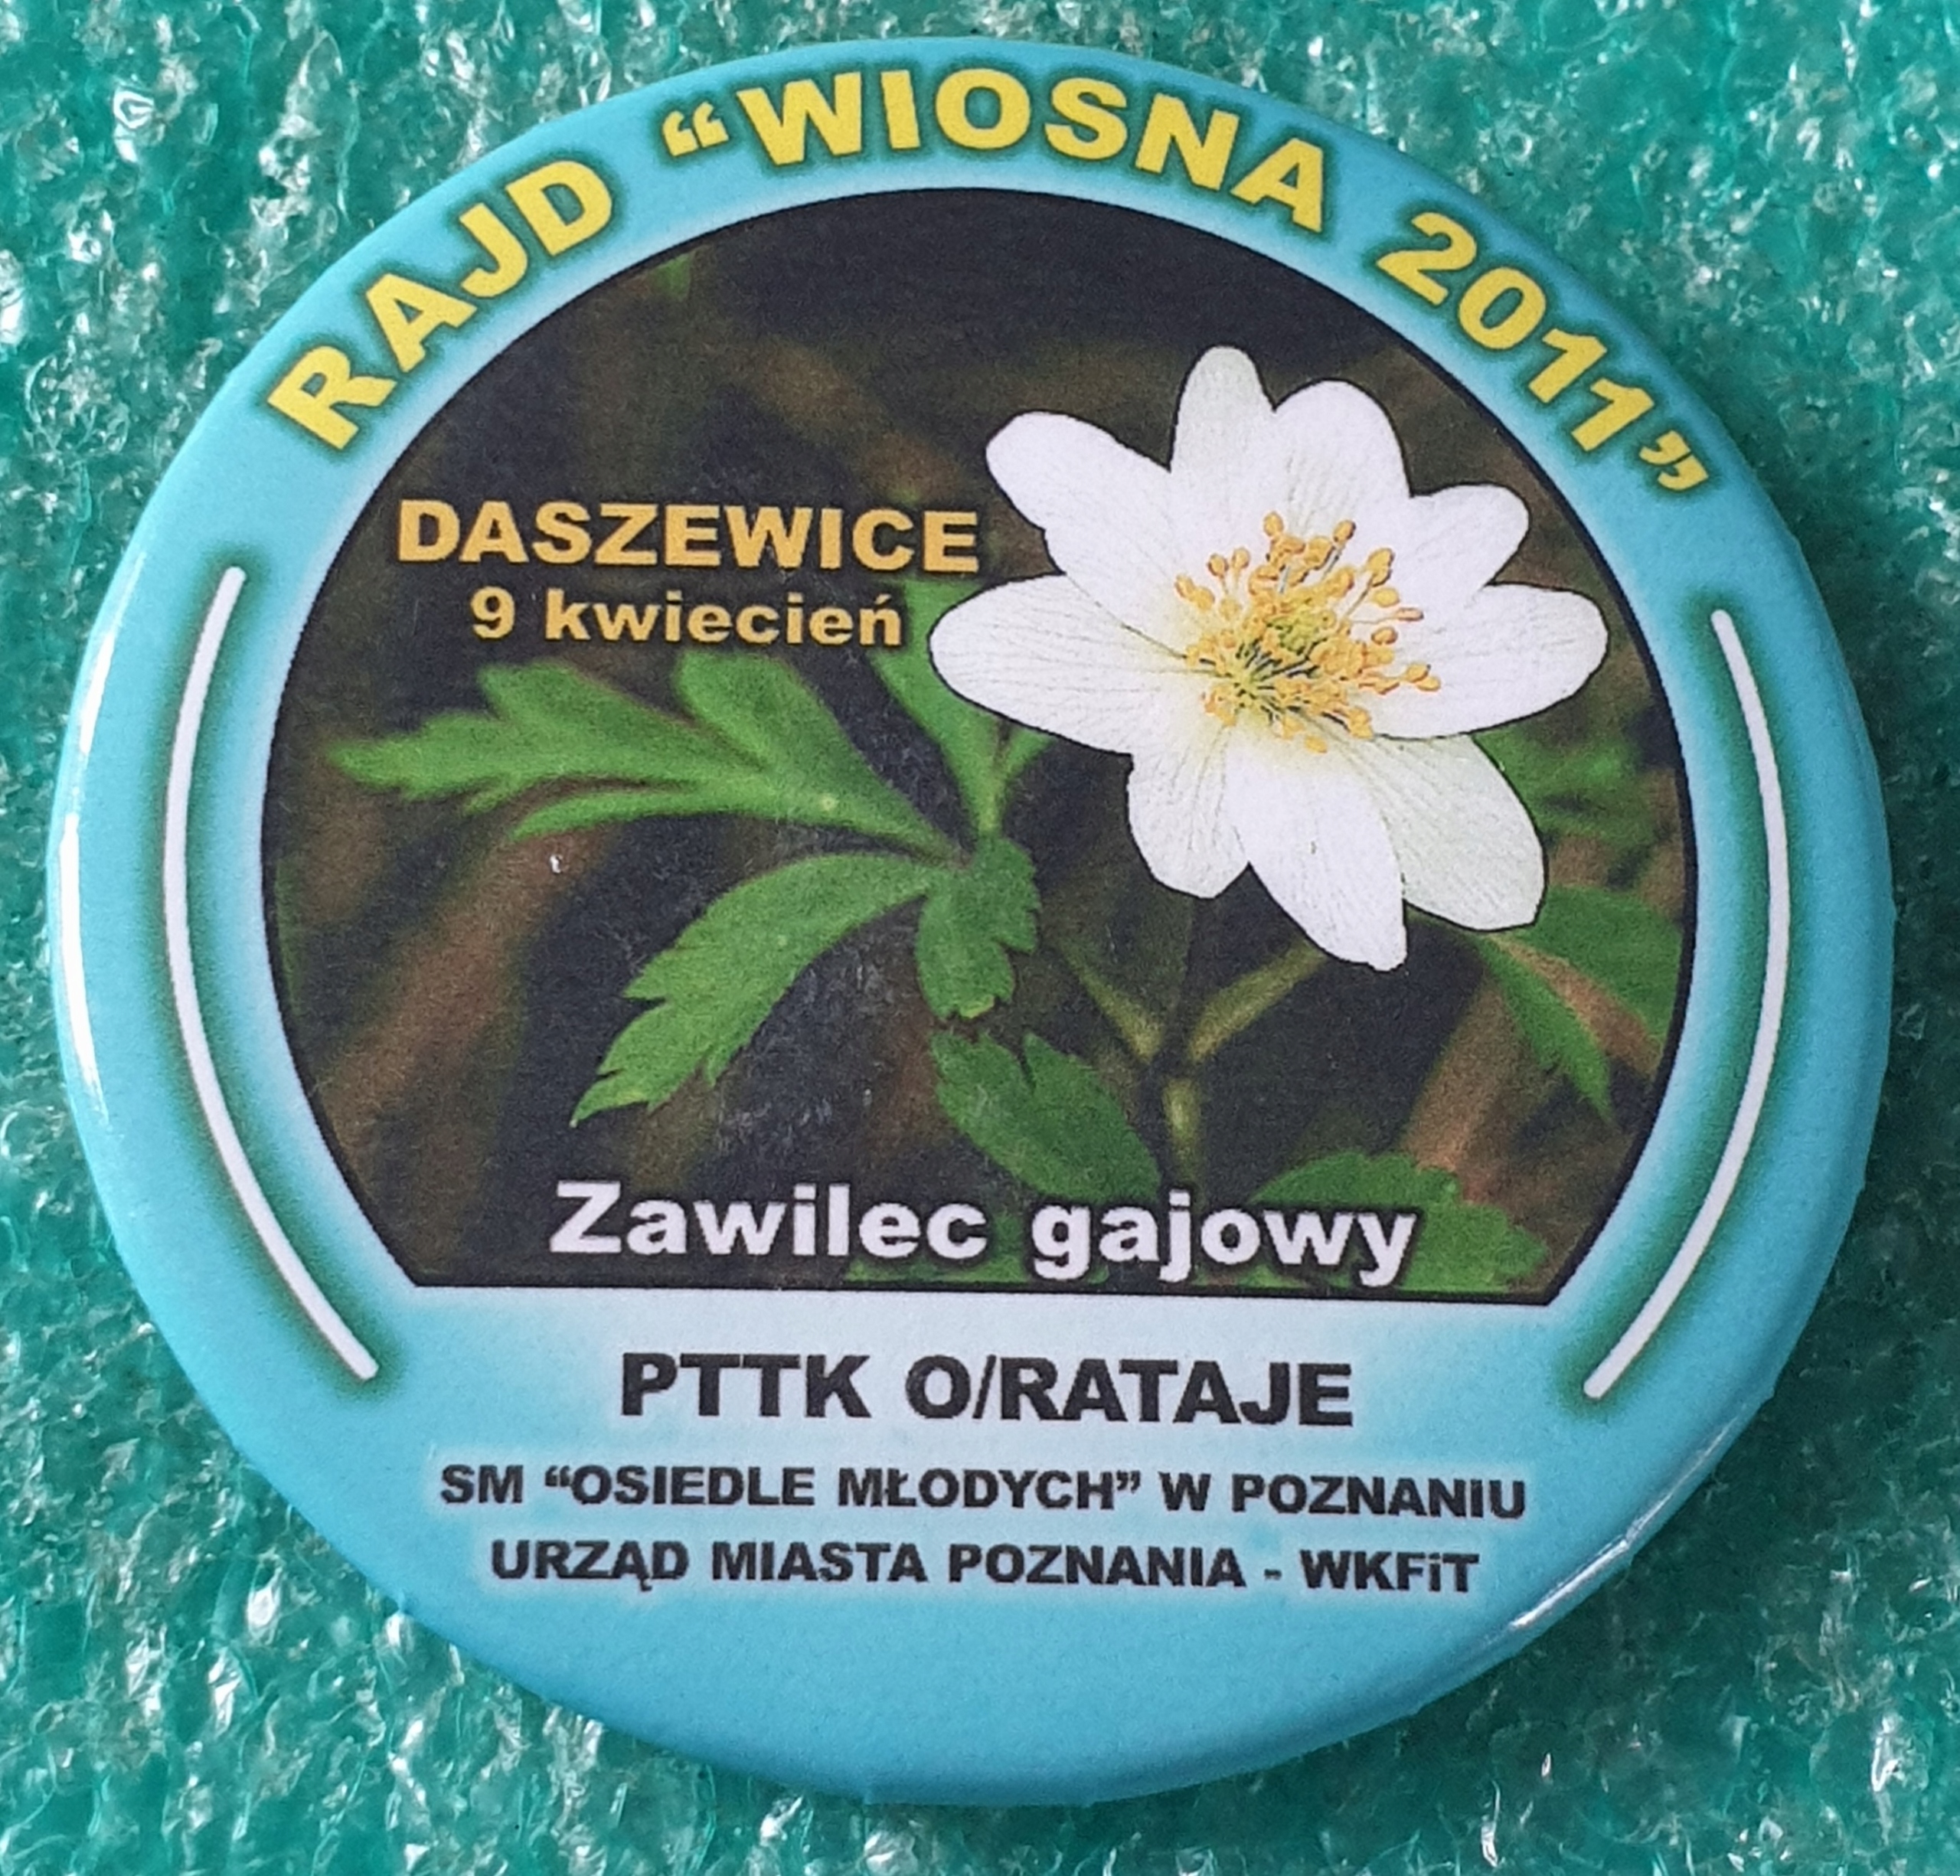 RAJD “WIOSNA 2011”
DASZEWICE
9 kwiecień
Zawilec gajowy
PTTK O/RATAJE
SM “OSIEDLE MŁODYCH” W POZNANIU
URZĄD MIASTA POZNANIA - WKFiT